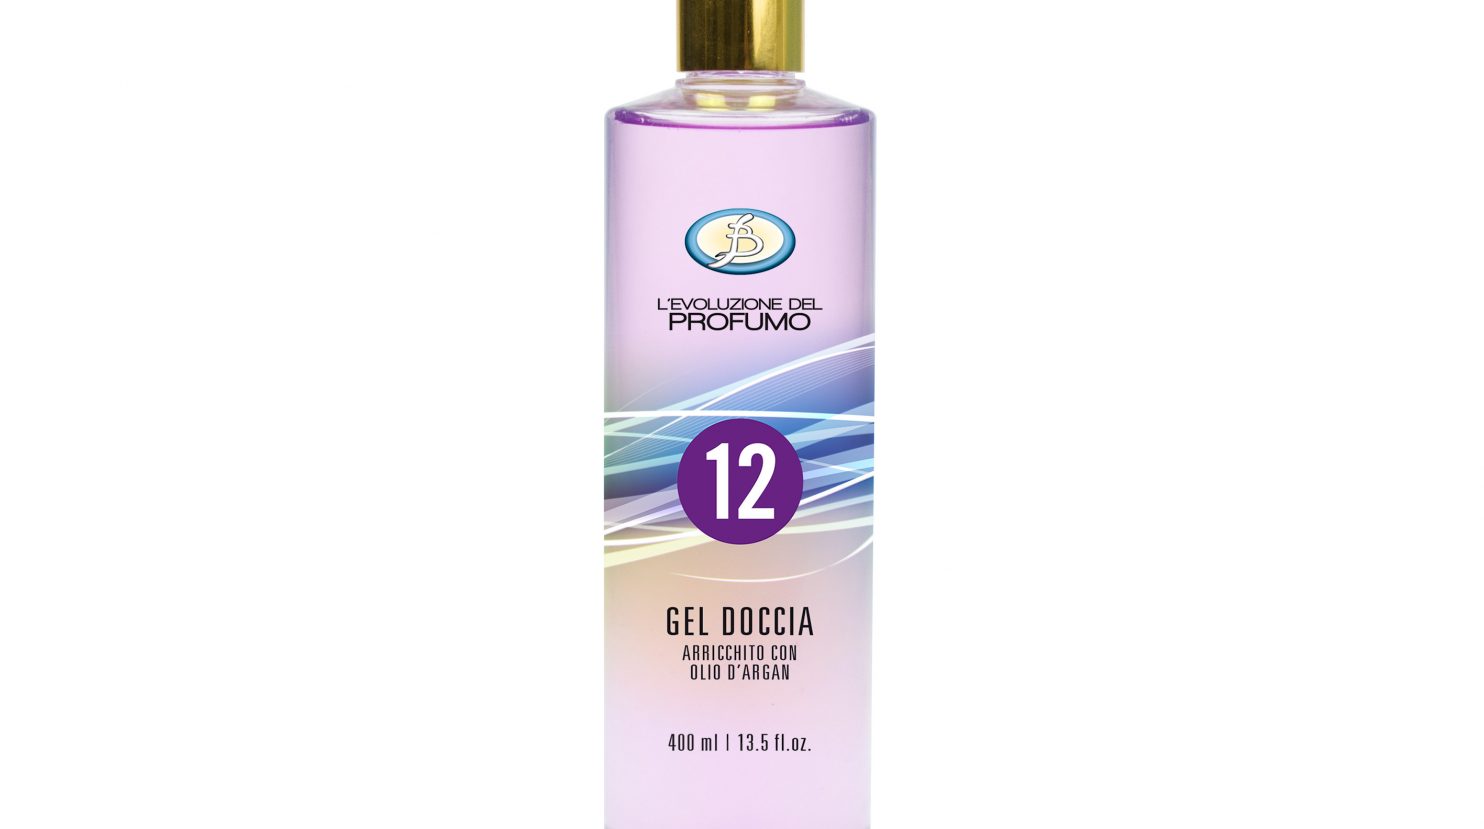 L'EVOLUZIONE DEL
PROFUMO
12
GEL DOCCIA
ARRICCHITO CON
OLIO D'ARGAN
400 ml | 13.5 fl.oz.